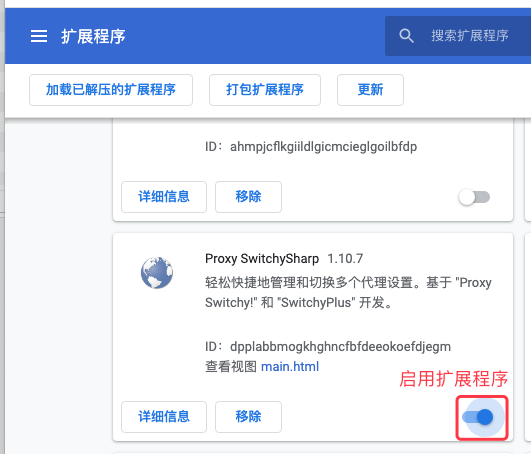 扩展程序
搜索扩展程序
加载已解压的扩展程序
打包扩展程序
更新
ID：ahmpjcflkgiildlgicmcieglgoilbfdp
详细信息
移除
Proxy SwitchySharp 1.10.7
轻松快捷地管理和切换多个代理设置。基于 "Proxy
Switchy!" 和 "SwitchyPlus" 开发。
ID：dpplabbmogkhghncfbfdeeokoefdjegm
查看视图 main.html
启用扩展程序
详细信息
移除